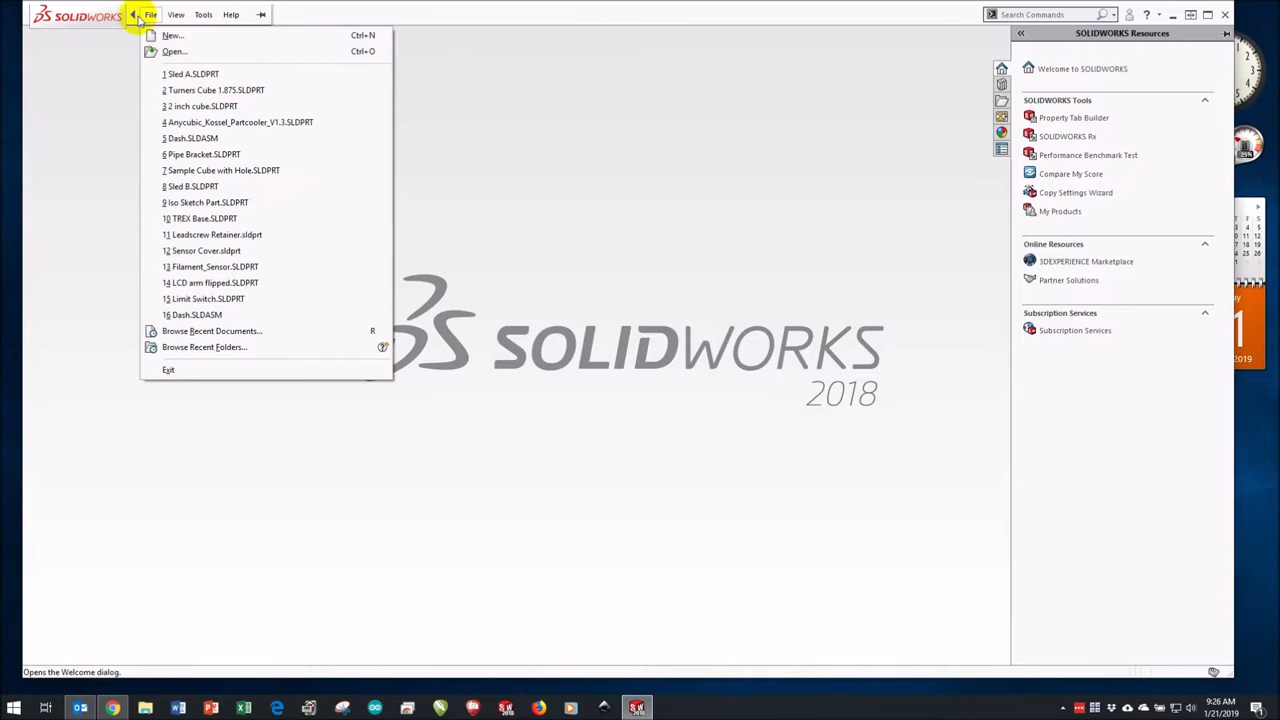 SOLIDWORKS File View Tools Help Search Commands ?
New... Ctrl+N
Open... Ctrl+O
1 Sled A.SLDPRT
2 Turners Cube 1.875.SLDPRT
3 2 inch cube.SLDPRT
4 Anycubic_Kossel_Partcooler_V1.3.SLDPRT
5 Dash.SLDASM
6 Pipe Bracket.SLDPRT
7 Sample Cube with Hole.SLDPRT
8 Sled B.SLDPRT
9 Iso Sketch Part.SLDPRT
10 TREX Base.SLDPRT
11 Leadscrew Retainer.sldprt
12 Sensor Cover.sldprt
13 Filament_Sensor.SLDPRT
14 LCD arm flipped.SLDPRT
15 Limit Switch.SLDPRT
16 Dash.SLDASM
Browse Recent Documents... R
Browse Recent Folders...
Exit
SOLIDWORKS
2018
SOLIDWORKS Resources
Welcome to SOLIDWORKS
SOLIDWORKS Tools
Property Tab Builder
SOLIDWORKS Rx
Performance Benchmark Test
Compare My Score
Copy Settings Wizard
My Products
Online Resources
3DEXPERIENCE Marketplace
Partner Solutions
Subscription Services
Subscription Services
25%
T F S
2019
Opens the Welcome dialog.
9:26 AM
1/21/2019